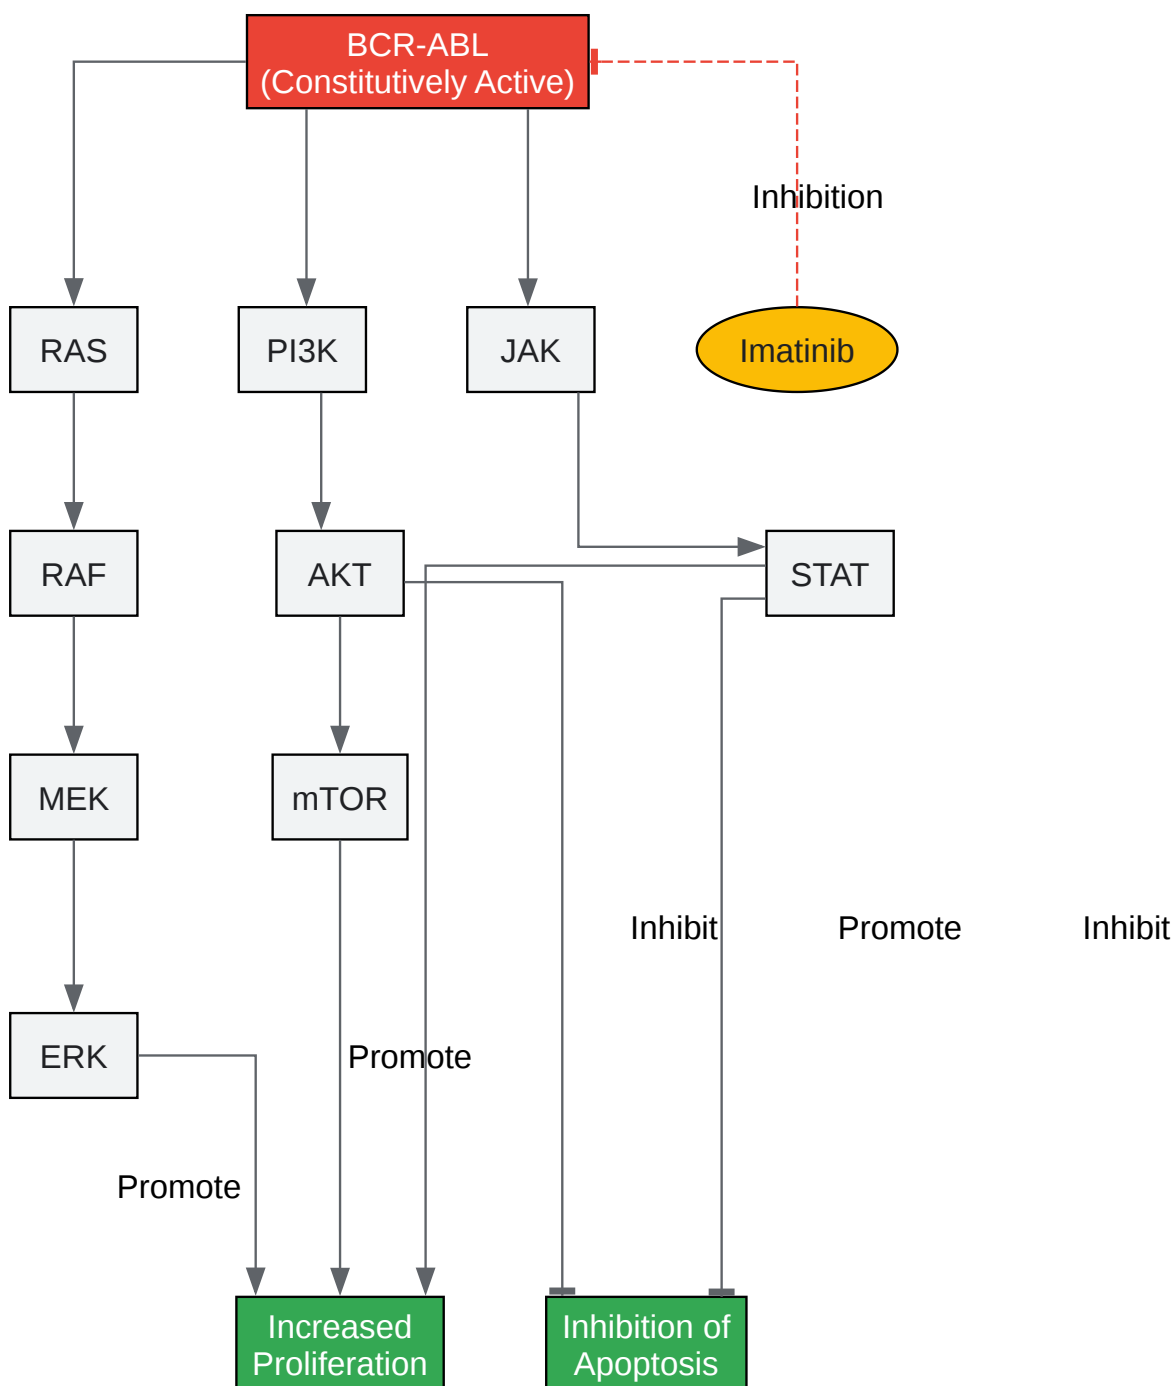 BCR-ABL
(Constitutively Active)
Inhibition
RAS
PI3K
JAK
Imatinib
RAF
AKT
STAT
MEK
mTOR
Inhibit
Promote
Inhibit
ERK
Promote
Promote
Increased
Proliferation
Inhibition of
Apoptosis